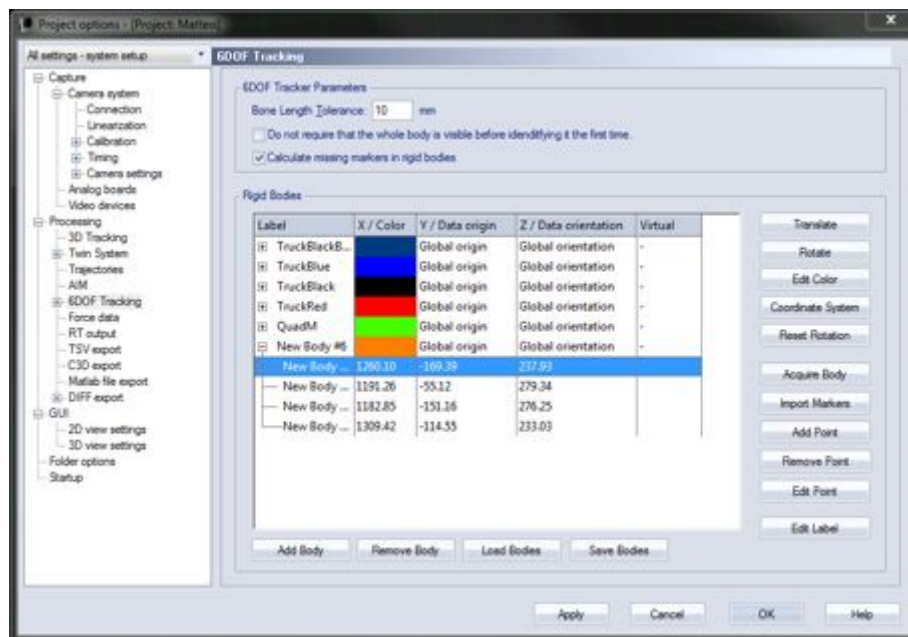 Project options - [Project: Matteo]
All settings - system setup
6DOF Tracking
Capture
Camera system
Connection
Linearization
Calibration
Timing
Camera settings
Analog boards
Video devices
Processing
3D Tracking
Twin System
Trajectories
AIM
6DOF Tracking
Force data
RT output
TSV export
C3D export
Matlab file export
DIFF export
GUI
2D view settings
3D view settings
Folder options
Startup
6DOF Tracker Parameters
Bone Length Tolerance: 10 mm
Do not require that the whole body is visible before idendtifying it the first time.
Calculate missing markers in rigid bodies
Rigid Bodies
Label X / Color Y / Data origin Z / Data orientation Virtual
TruckBlackB... Global origin Global orientation -
TruckBlue Global origin Global orientation -
TruckBlack Global origin Global orientation -
TruckRed Global origin Global orientation -
QuadM Global origin Global orientation -
New Body #6 Global origin Global orientation -
New Body ... 1260.10 -169.39 237.93
New Body ... 1191.26 -55.12 279.34
New Body ... 1182.85 -151.16 276.25
New Body ... 1309.42 -114.55 233.03
Translate
Rotate
Edit Color
Coordinate System
Reset Rotation
Acquire Body
Import Markers
Add Point
Remove Point
Edit Point
Edit Label
Add Body Remove Body Load Bodies Save Bodies
Apply Cancel OK Help